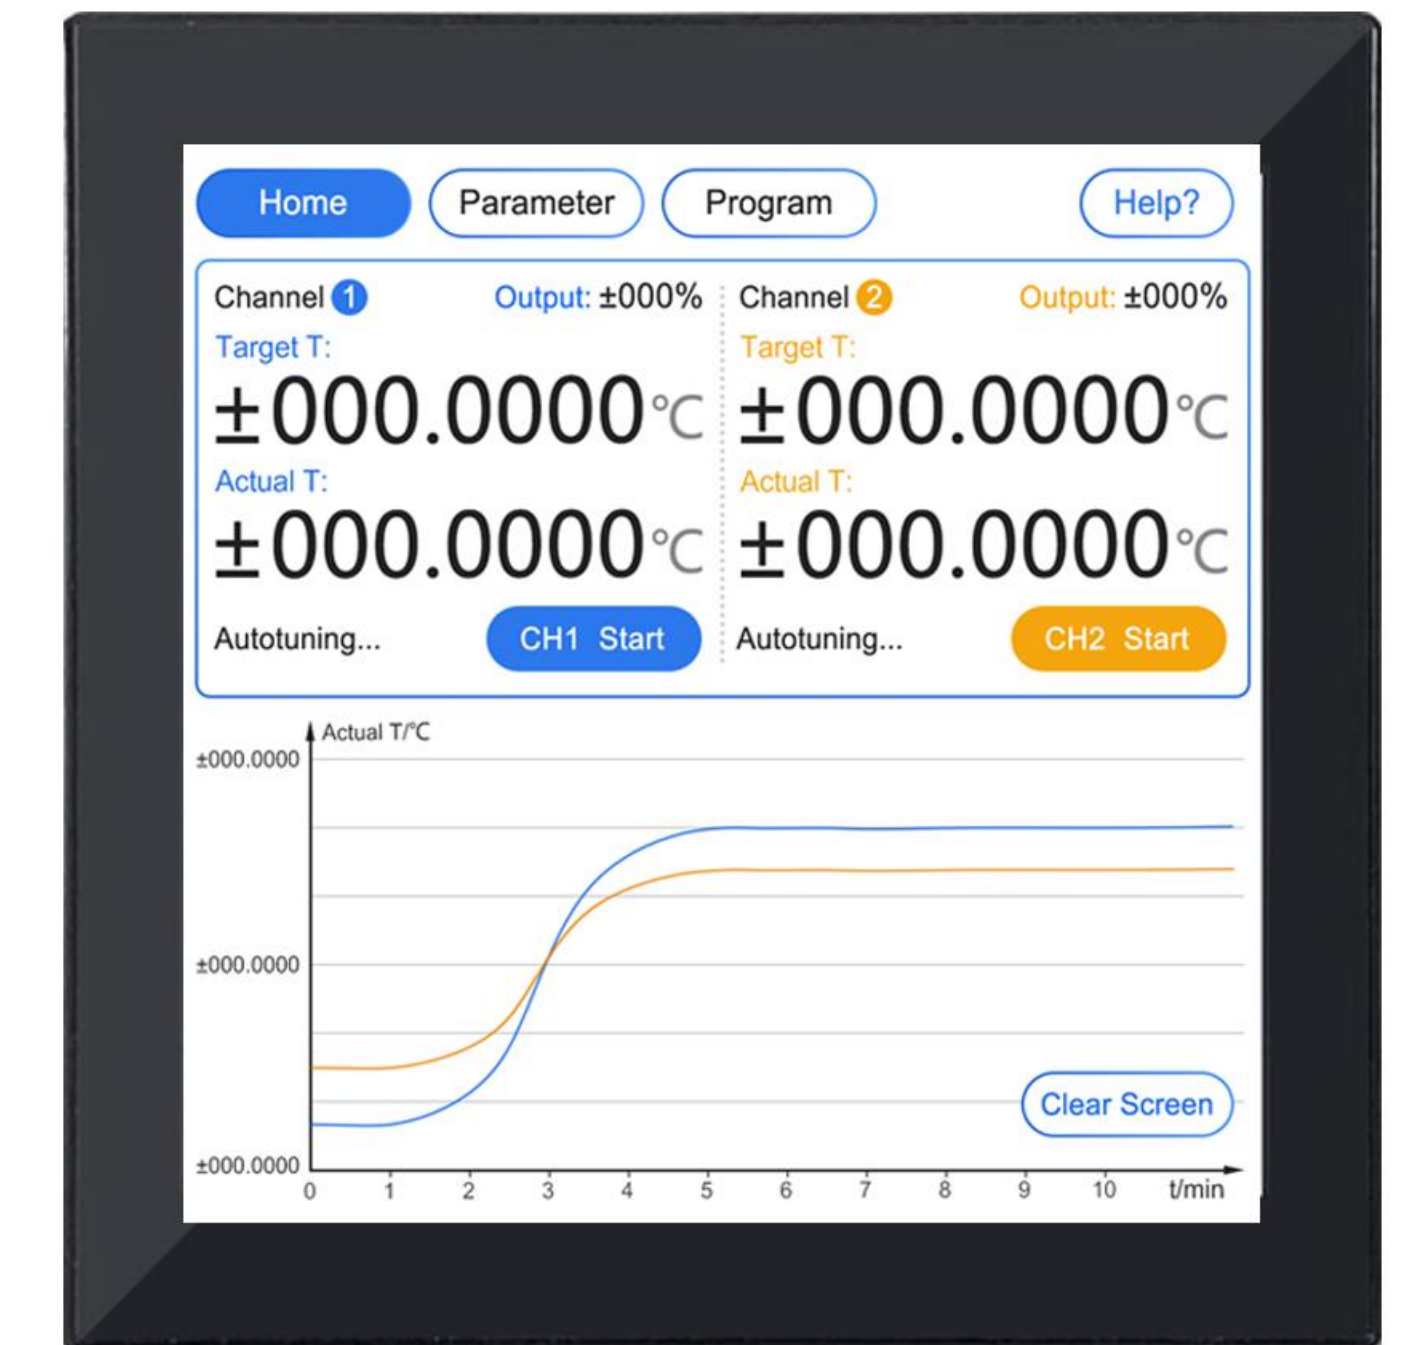 Home Parameter Program Help?
Channel 1 Output: ±000% Channel 2 Output: ±000%
Target T: Target T:
±000.0000℃ ±000.0000℃
Actual T: Actual T:
±000.0000℃ ±000.0000℃
Autotuning... CH1 Start Autotuning... CH2 Start
Actual T/℃
±000.0000
±000.0000
Clear Screen
±000.0000
0 1 2 3 4 5 6 7 8 9 10 t/min